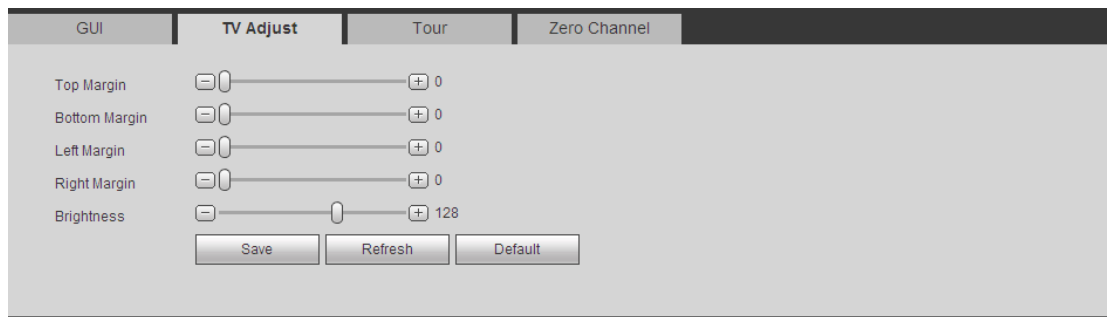 GUI TV Adjust Tour Zero Channel
Top Margin 0
Bottom Margin 0
Left Margin 0
Right Margin 0
Brightness 128
Save Refresh Default